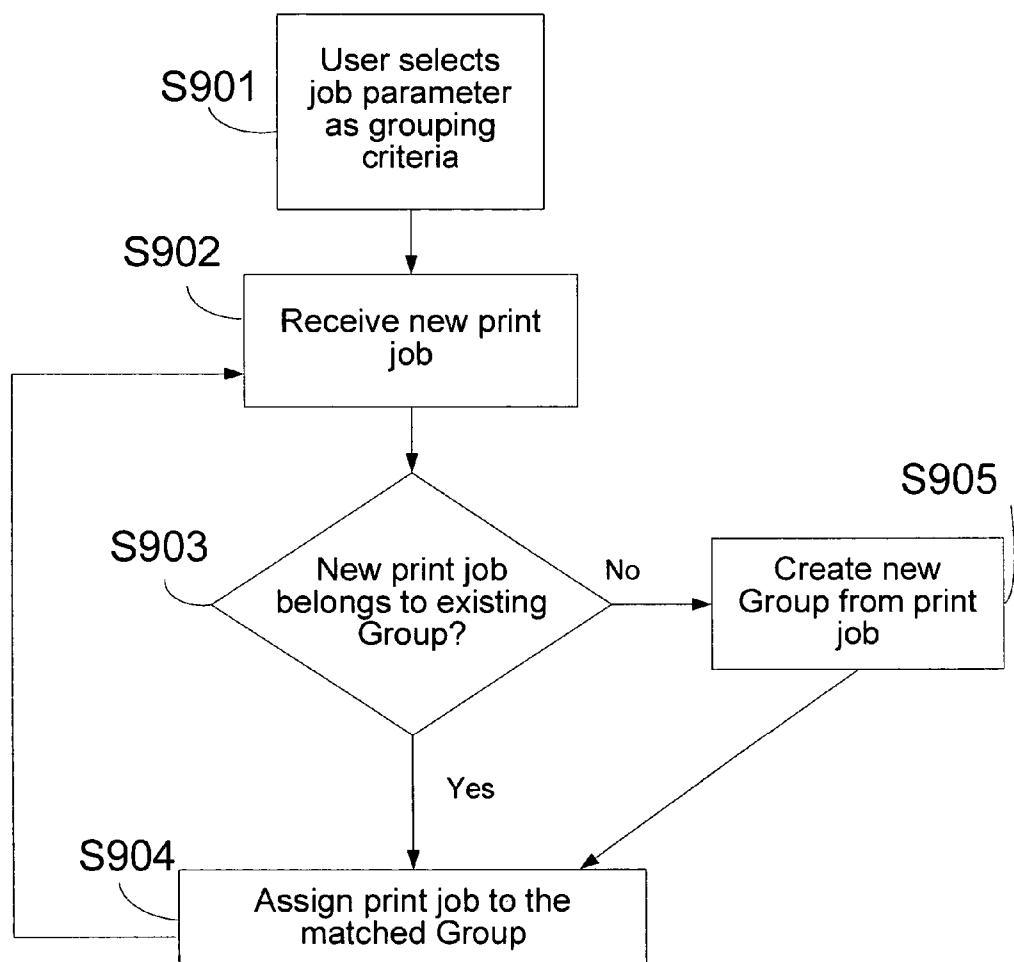 S901
User selects
job parameter
as grouping
criteria
S902
Receive new print
job
S903
New print job
belongs to existing
Group?
No
S905
Create new
Group from print
job
Yes
S904
Assign print job to the
matched Group